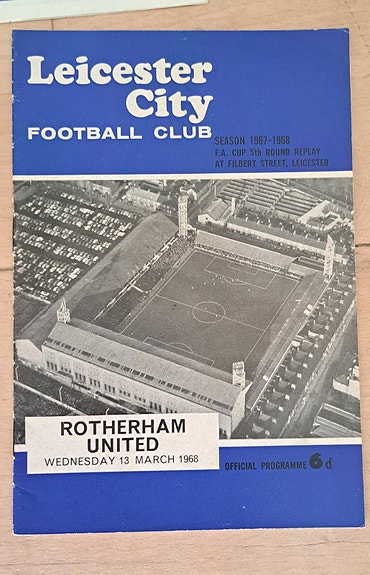 Leicester
City
FOOTBALL CLUB
SEASON 1967-1968
F.A. CUP 5th ROUND REPLAY
AT FILBERT STREET, LEICESTER
ROTHERHAM
UNITED
WEDNESDAY 13 MARCH 1968
OFFICIAL PROGRAMME 6d